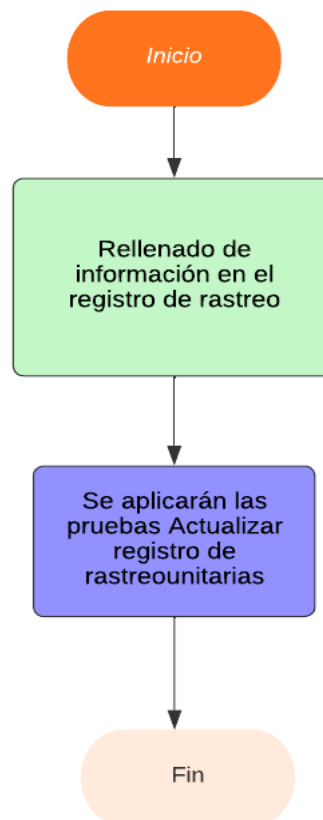 Inicio
Rellenado de
información en el
registro de rastreo
Se aplicarán las
pruebas Actualizar
registro de
rastreounitarias
Fin